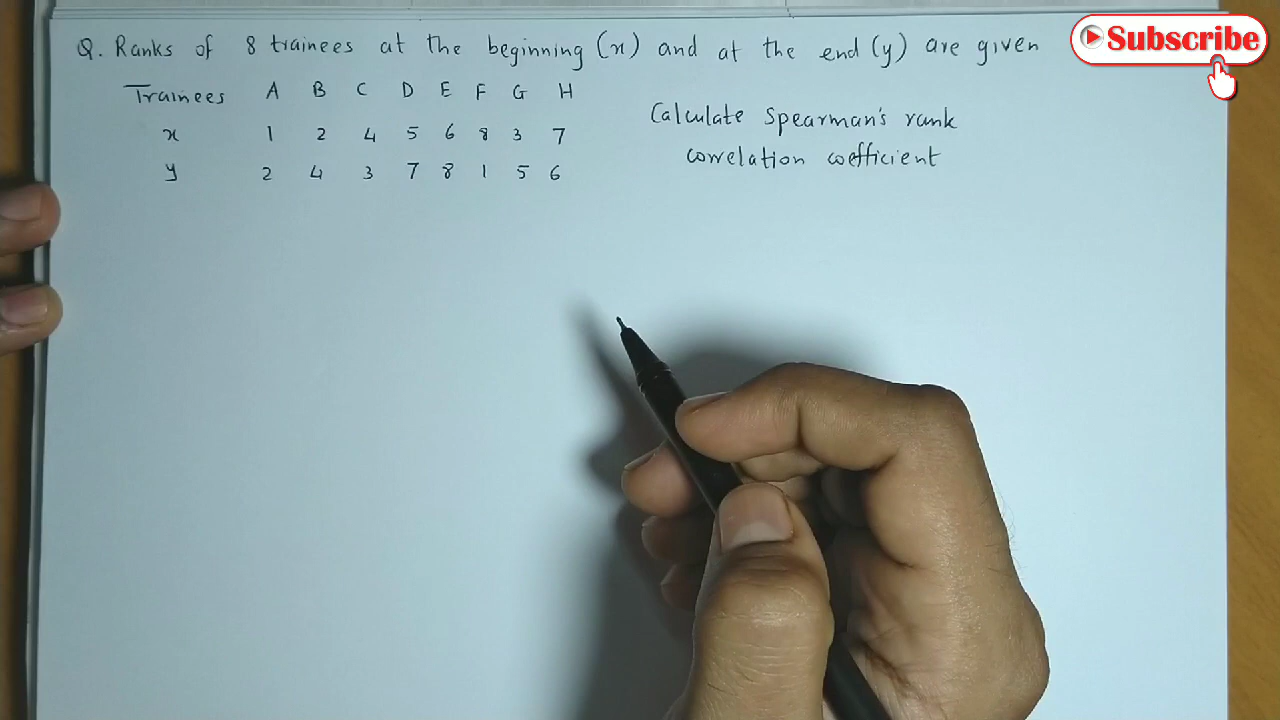 Q. Ranks of 8 trainees at the beginning (x) and at the end (y) are given
Trainees A B C D E F G H
x 1 2 4 5 6 8 3 7
y 2 4 3 7 8 1 5 6
Calculate Spearman's rank
correlation coefficient
Subscribe